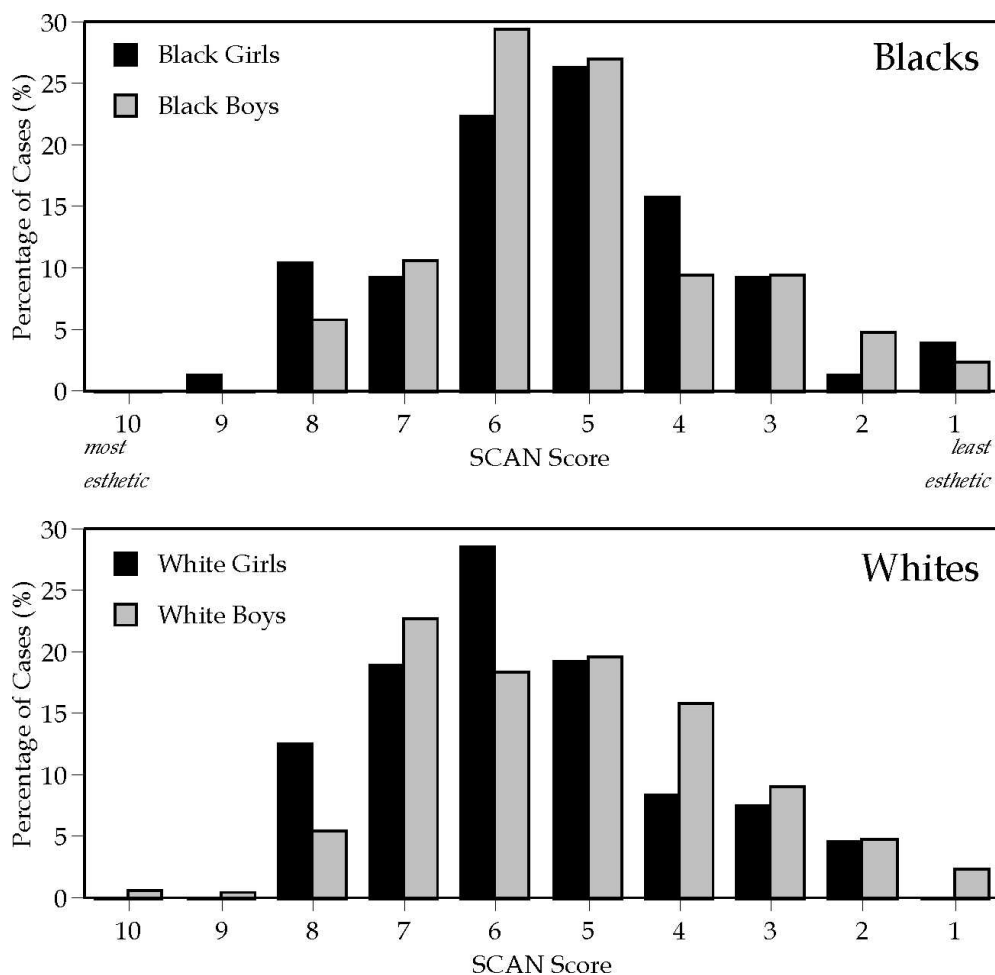 30
25
20
15
10
5
0
Percentage of Cases (%)
Black Girls
Black Boys
Blacks
10 9 8 7 6 5 4 3 2 1
most
esthetic
SCAN Score
least
esthetic
30
25
20
15
10
5
0
Percentage of Cases (%)
White Girls
White Boys
Whites
10 9 8 7 6 5 4 3 2 1
SCAN Score